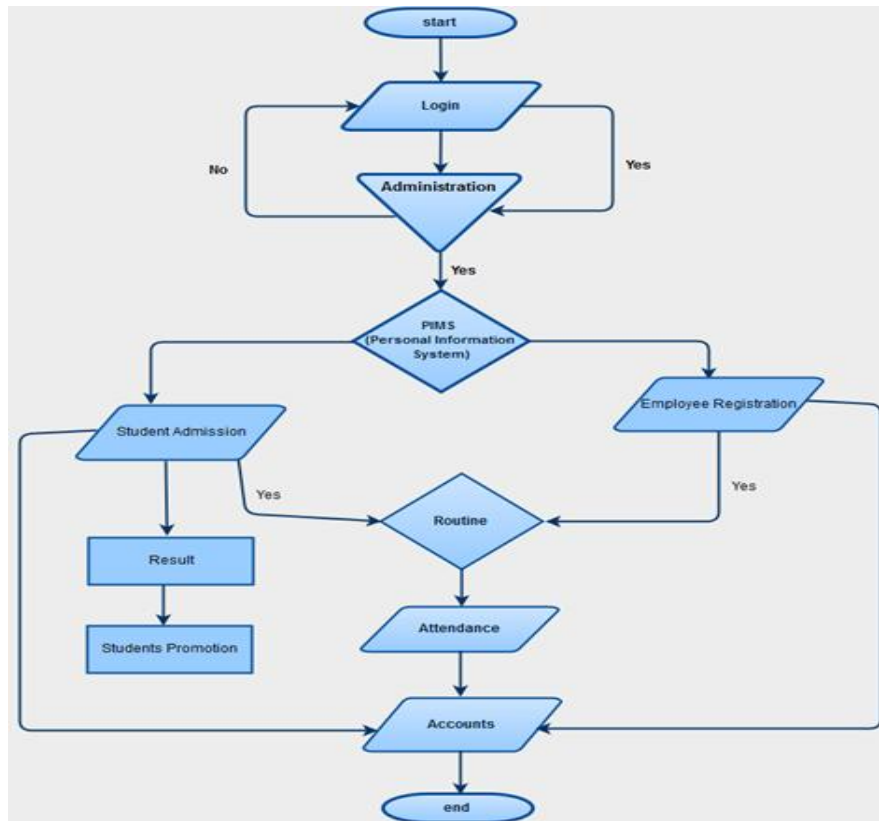 start
Login
No
Yes
Administration
Yes
PIMS
(Personal Information
System)
Student Admission
Employee Registration
Yes
Yes
Routine
Result
Attendance
Students Promotion
Accounts
end